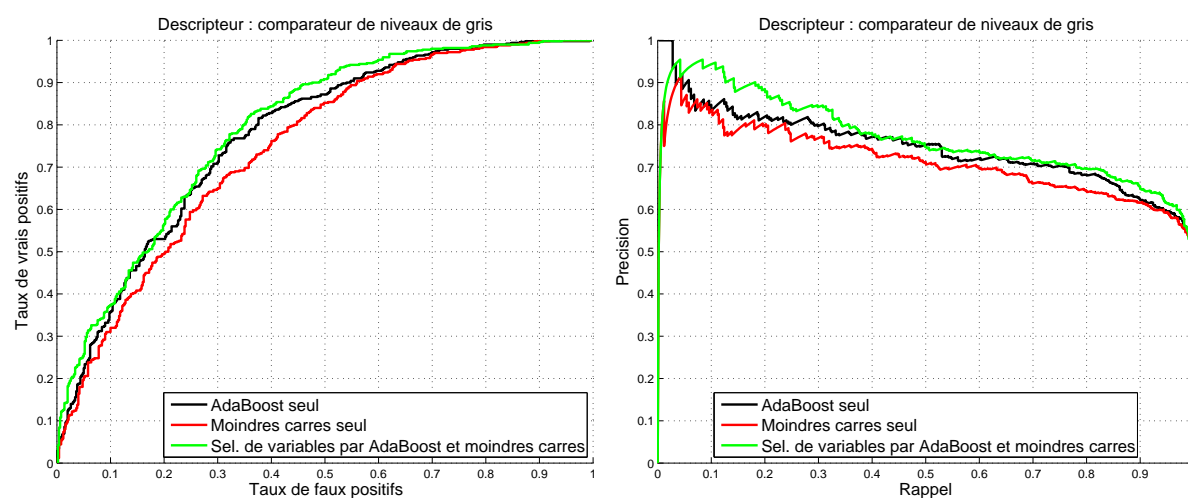 Descripteur : comparateur de niveaux de gris
1
0.9
0.8
0.7
0.6
0.5
0.4
0.3
0.2
0.1
0
Taux de vrais positifs
AdaBoost seul
Moindres carres seul
Sel. de variables par AdaBoost et moindres carres
0 0.1 0.2 0.3 0.4 0.5 0.6 0.7 0.8 0.9 1
Taux de faux positifs
Descripteur : comparateur de niveaux de gris
1
0.9
0.8
0.7
0.6
0.5
0.4
0.3
0.2
0.1
0
Precision
AdaBoost seul
Moindres carres seul
Sel. de variables par AdaBoost et moindres carres
0 0.1 0.2 0.3 0.4 0.5 0.6 0.7 0.8 0.9
Rappel